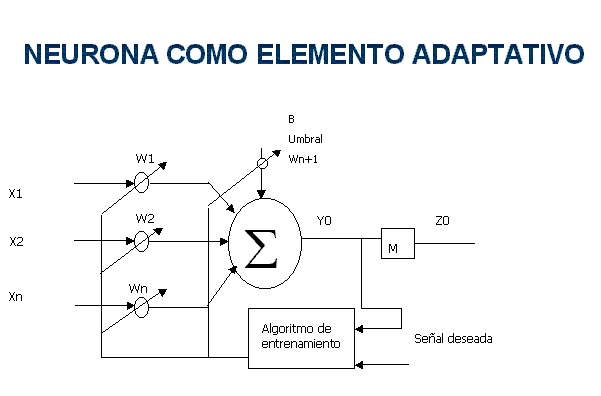 NEURONA COMO ELEMENTO ADAPTATIVO
B
Umbral
Wn+1
W1
X1
W2
X2
Wn
Xn
Σ
Y0
M
Z0
Algoritmo de
entrenamiento
Señal deseada